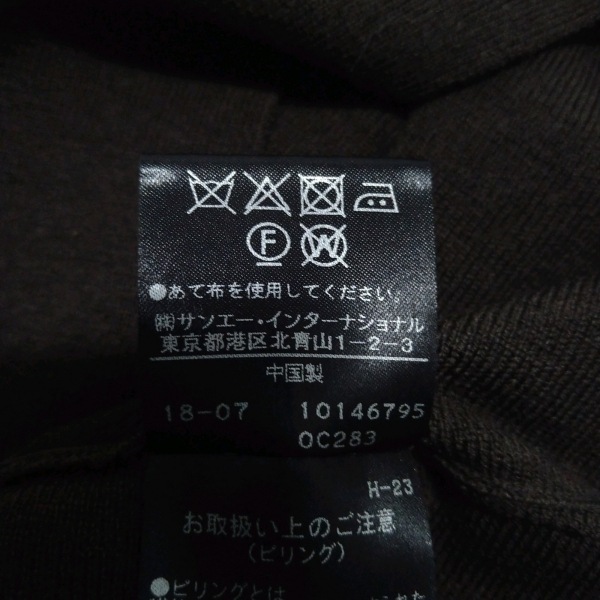 F W
●あて布を使用してください。
㈱サンエー・インターナショナル
東京都港区北青山1-2-3
中国製
18-07 10146795
0C283
H-23
お取扱い上のご注意
(ピリング)
●ピリングとは